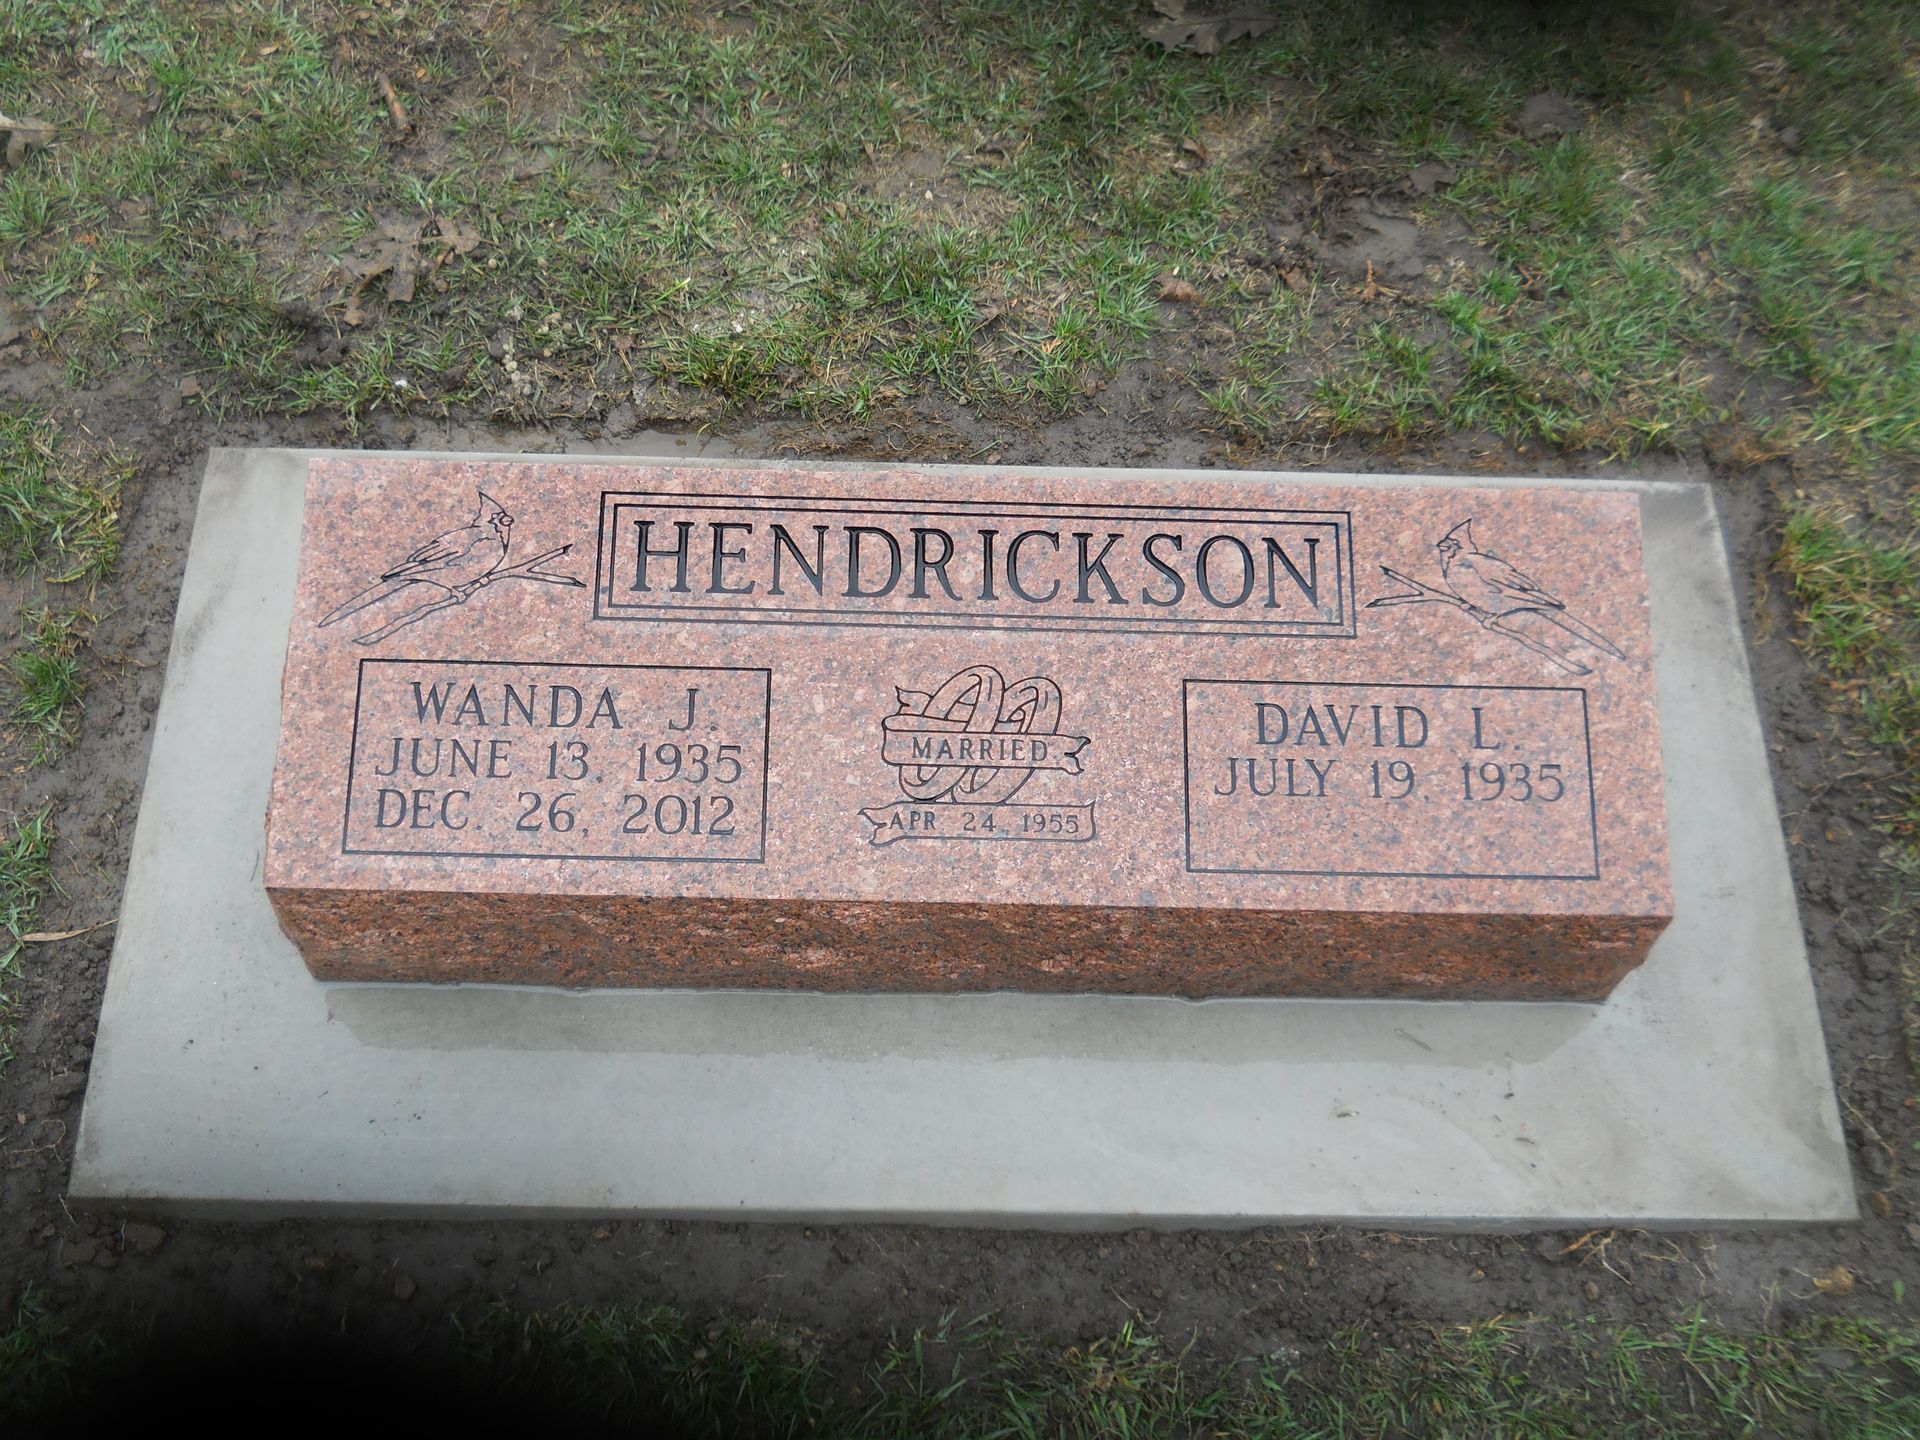 HENDRICKSON
WANDA J.
JUNE 13, 1935
DEC. 26, 2012
MARRIED
APR 24, 1955
DAVID L.
JULY 19, 1935